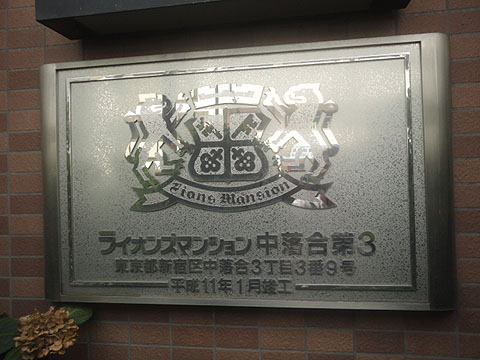 Lions Mansion
ライオンズマンション中落合第3
東京都新宿区中落合3丁目3番9号
平成11年1月竣工